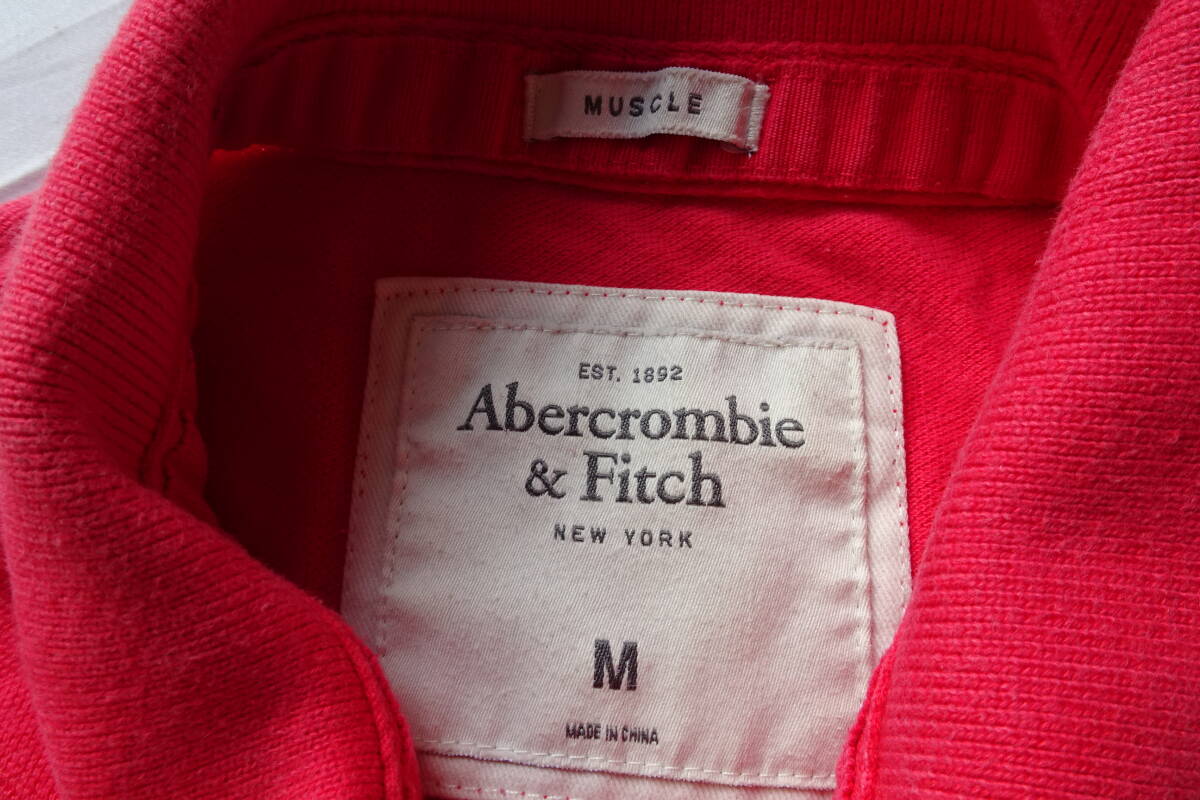 MUSCLE
EST. 1892
Abercrombie
& Fitch
NEW YORK
M
MADE IN CHINA